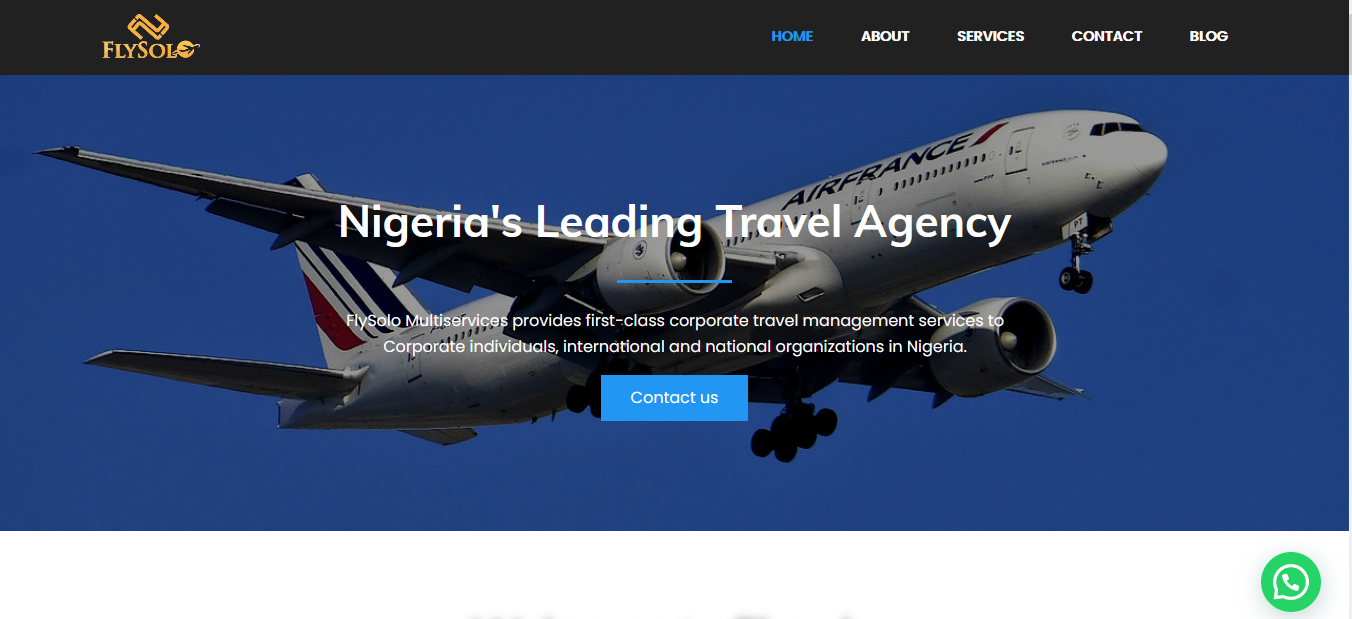 FLYSOLO
HOME ABOUT SERVICES CONTACT BLOG
AIRFRANCE
Nigeria's Leading Travel Agency
FlySolo Multiservices provides first-class corporate travel management services to
Corporate individuals, international and national organizations in Nigeria.
Contact us